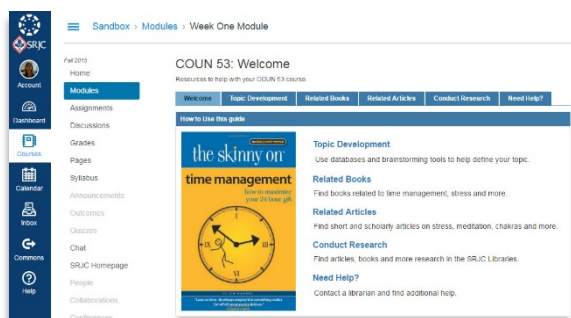 Sandbox > Modules > Week One Module
SRJC
Account
Dashboard
Courses
Calendar
Inbox
Commons
Help
Fall 2015
Home
Modules
Assignments
Discussions
Grades
Pages
Syllabus
Announcements
Outcomes
Quizzes
Chat
SRJC Homepage
People
Collaborations
Conferences
COUN 53: Welcome
Resources to help with your COUN 53 course
Welcome
Topic Development
Related Books
Related Articles
Conduct Research
Need Help?
How to Use this guide
the skinny on
time management
how to maximize
your 24 hour gift
I
III
VI
IX
Topic Development
Use databases and brainstorming tools to help define your topic.
Related Books
Find books related to time management, stress and more.
Related Articles
Find short and scholarly articles on stress, meditation, chakras and more.
Conduct Research
Find articles, books and more research in the SRJC Libraries.
Need Help?
Contact a librarian and find additional help.